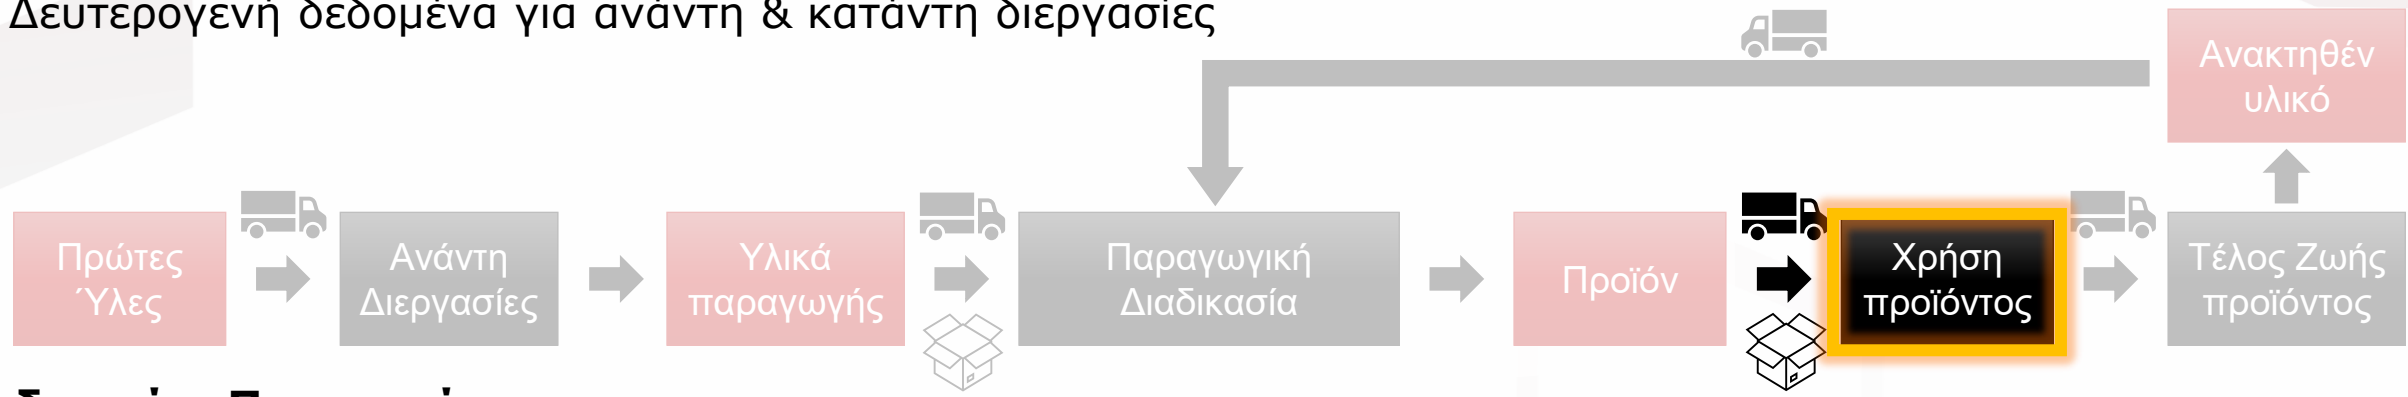 Δευτερογενή δεδομένα για ανάντη & κατάντη διεργασίες
Ανακτηθέν
υλικό
Πρώτες
Ύλες
Ανάντη
Διεργασίες
Υλικά
παραγωγής
Παραγωγική
Διαδικασία
Προϊόν
Χρήση
προϊόντος
Τέλος Ζωής
προϊόντος